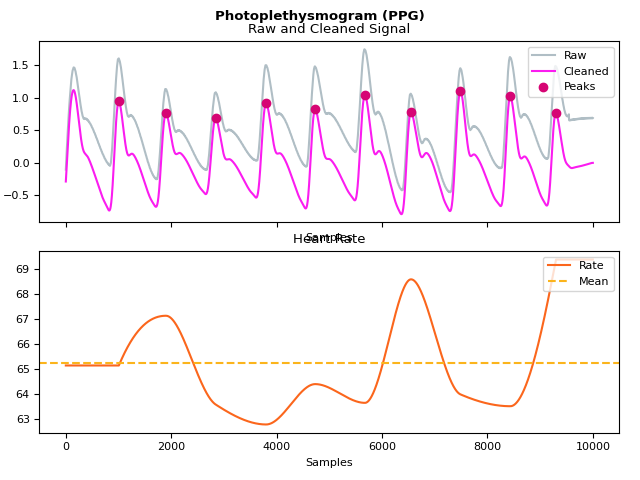 Photoplethysmogram (PPG)
Raw and Cleaned Signal
1.5
1.0
0.5
0.0
−0.5
Raw
Cleaned
Peaks
Samples
Heart Rate
69
68
67
66
65
64
63
Rate
Mean
0
2000
4000
6000
8000
10000
Samples